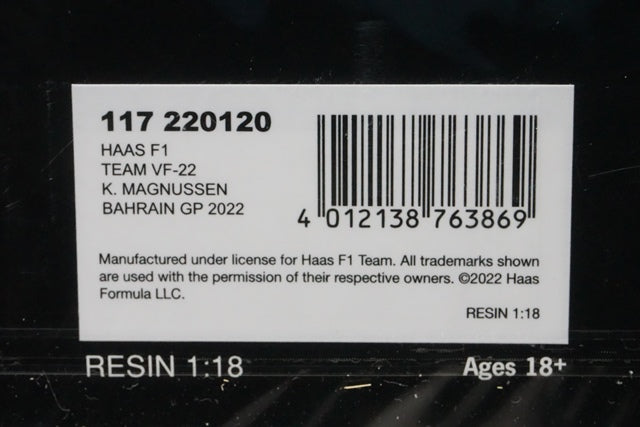 117 220120
HAAS F1
TEAM VF-22
K. MAGNUSSEN
BAHRAIN GP 2022
4 012138 763869
Manufactured under license for Haas F1 Team. All trademarks shown
are used with the permission of their respective owners. ©2022 Haas
Formula LLC.
RESIN 1:18
RESIN 1:18
Ages 18+